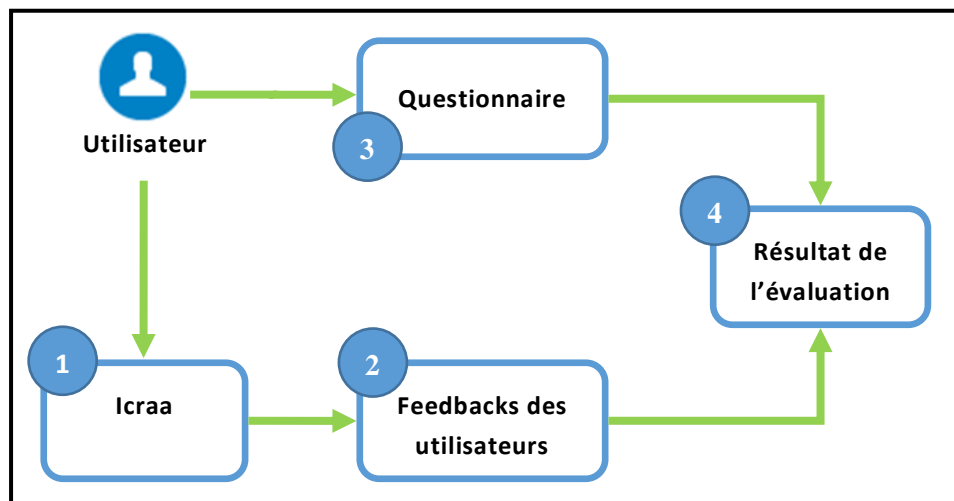 Utilisateur
Questionnaire
3
4
Résultat de
l'évaluation
1
Icraa
2
Feedbacks des
utilisateurs